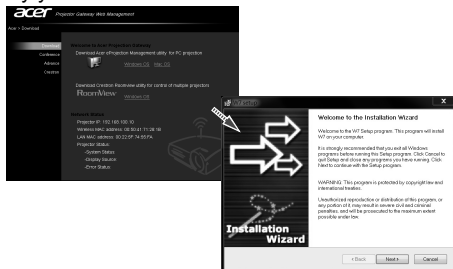 acer Projector Gateway Web Management
Acer > Download
Download
Conference
Advance
Crestron
Welcome to Acer Projection Gateway
Download Acer eProjection Management utility for PC projection
Windows OS Mac OS
Download Crestron Roomview utility for control of multiple projectors
RoomView Windows OS
Network Status
Projector IP: 192.168.100.10
Projector Status:
-System Status
-Display Source
-Error Status
W7 setup
X
Welcome to the Installation Wizard
Welcome to the W7 Setup program. This program will install
W7 on your computer.
It is strongly recommended that you exit all Windows
programs before running this Setup program. Click Cancel to
quit Setup and close any programs you have running. Click
Next to continue with the Setup program.
WARNING: This program is protected by copyright law and
international treaties.
Unauthorized reproduction or distribution of this program, or
any portion of it, may result in severe civil and criminal
penalties, and will be prosecuted to the maximum extent
possible under law.
Installation
Wizard
< Back Next > Cancel